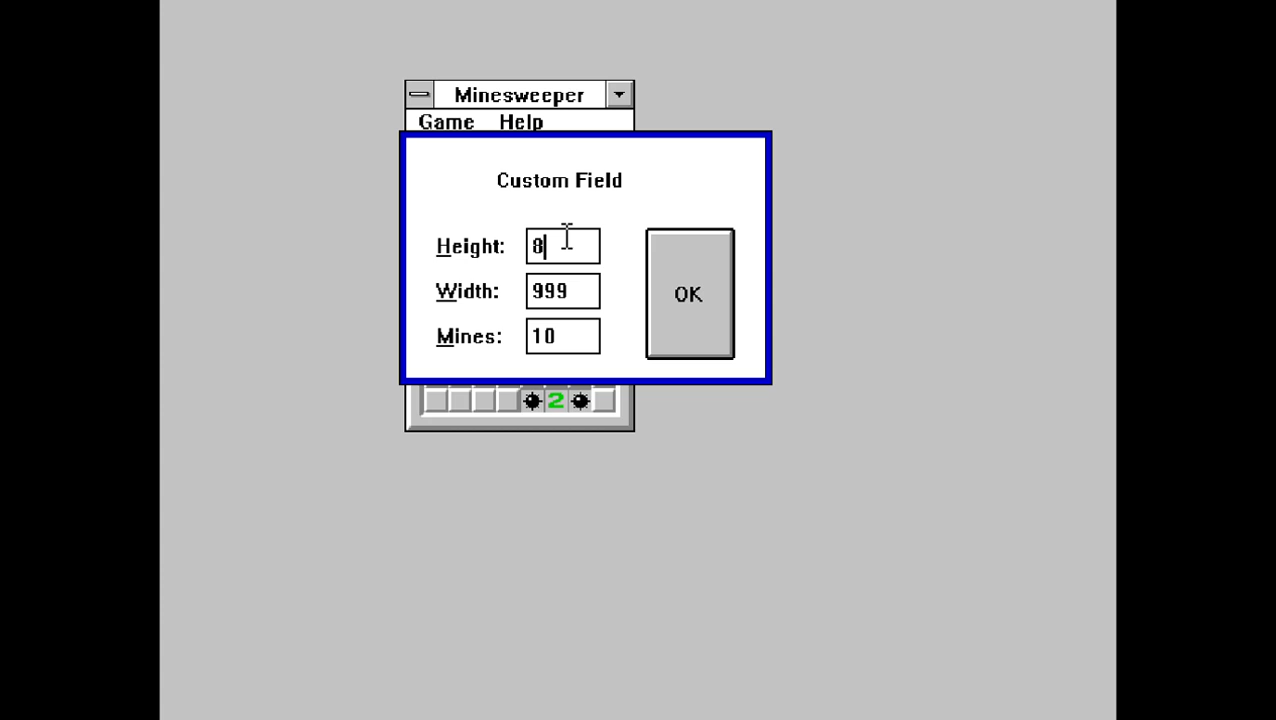 Minesweeper
Game Help
Custom Field
Height: 8
Width: 999
Mines: 10
OK
2